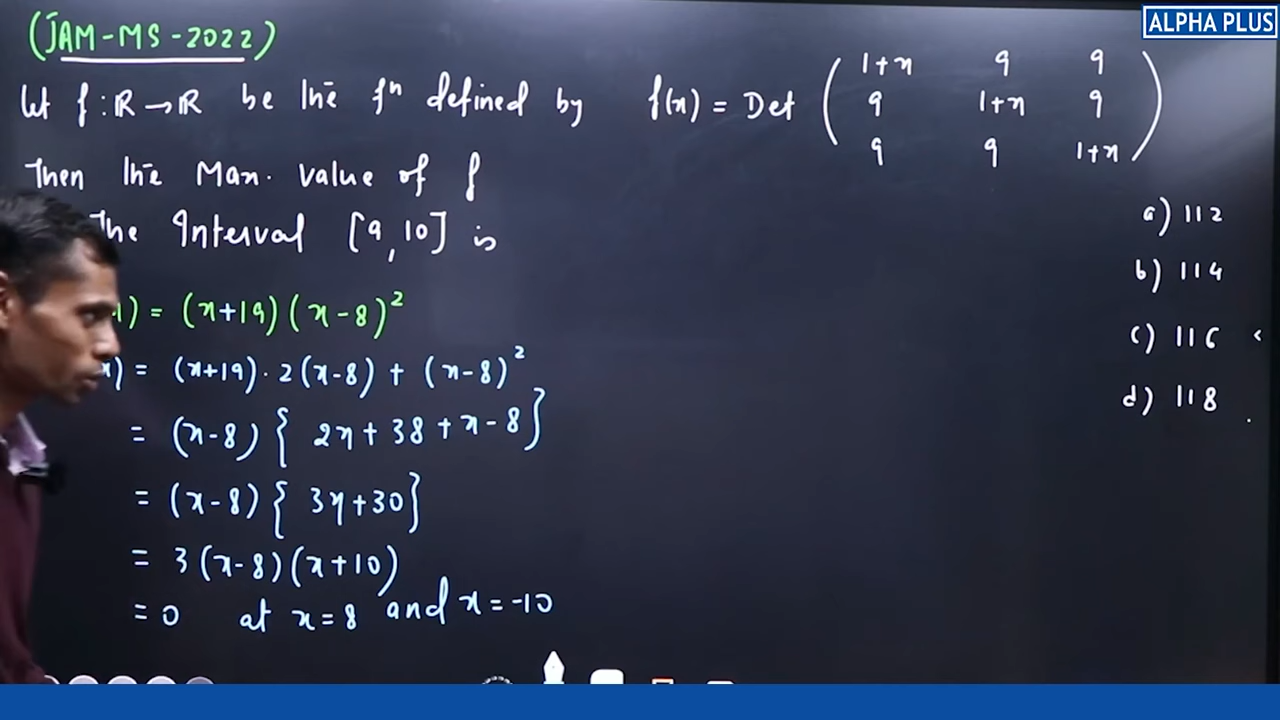 ALPHA PLUS
(JAM-MS-2022)
Let f : ℝ → ℝ be the fⁿ defined by f(x) = Det ( 1+x 9 9
9 1+x 9
9 9 1+x )
Then the Max. value of f
The Interval [9,10] is
a) 112
b) 114
c) 116
d) 118
) = (x+19)(x-8)²
x) = (x+19)·2(x-8) + (x-8)²
= (x-8){ 2x+38+x-8}
= (x-8){ 3x+30}
= 3(x-8)(x+10)
= 0 at x=8 and x=-10